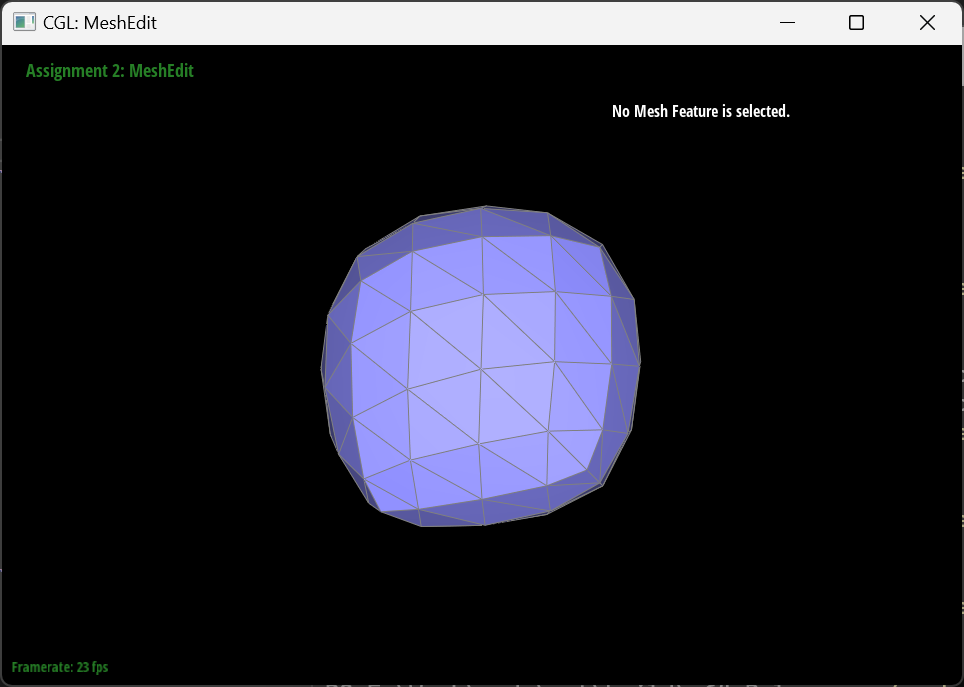 CGL: MeshEdit
Assignment 2: MeshEdit
No Mesh Feature is selected.
Framerate: 23 fps